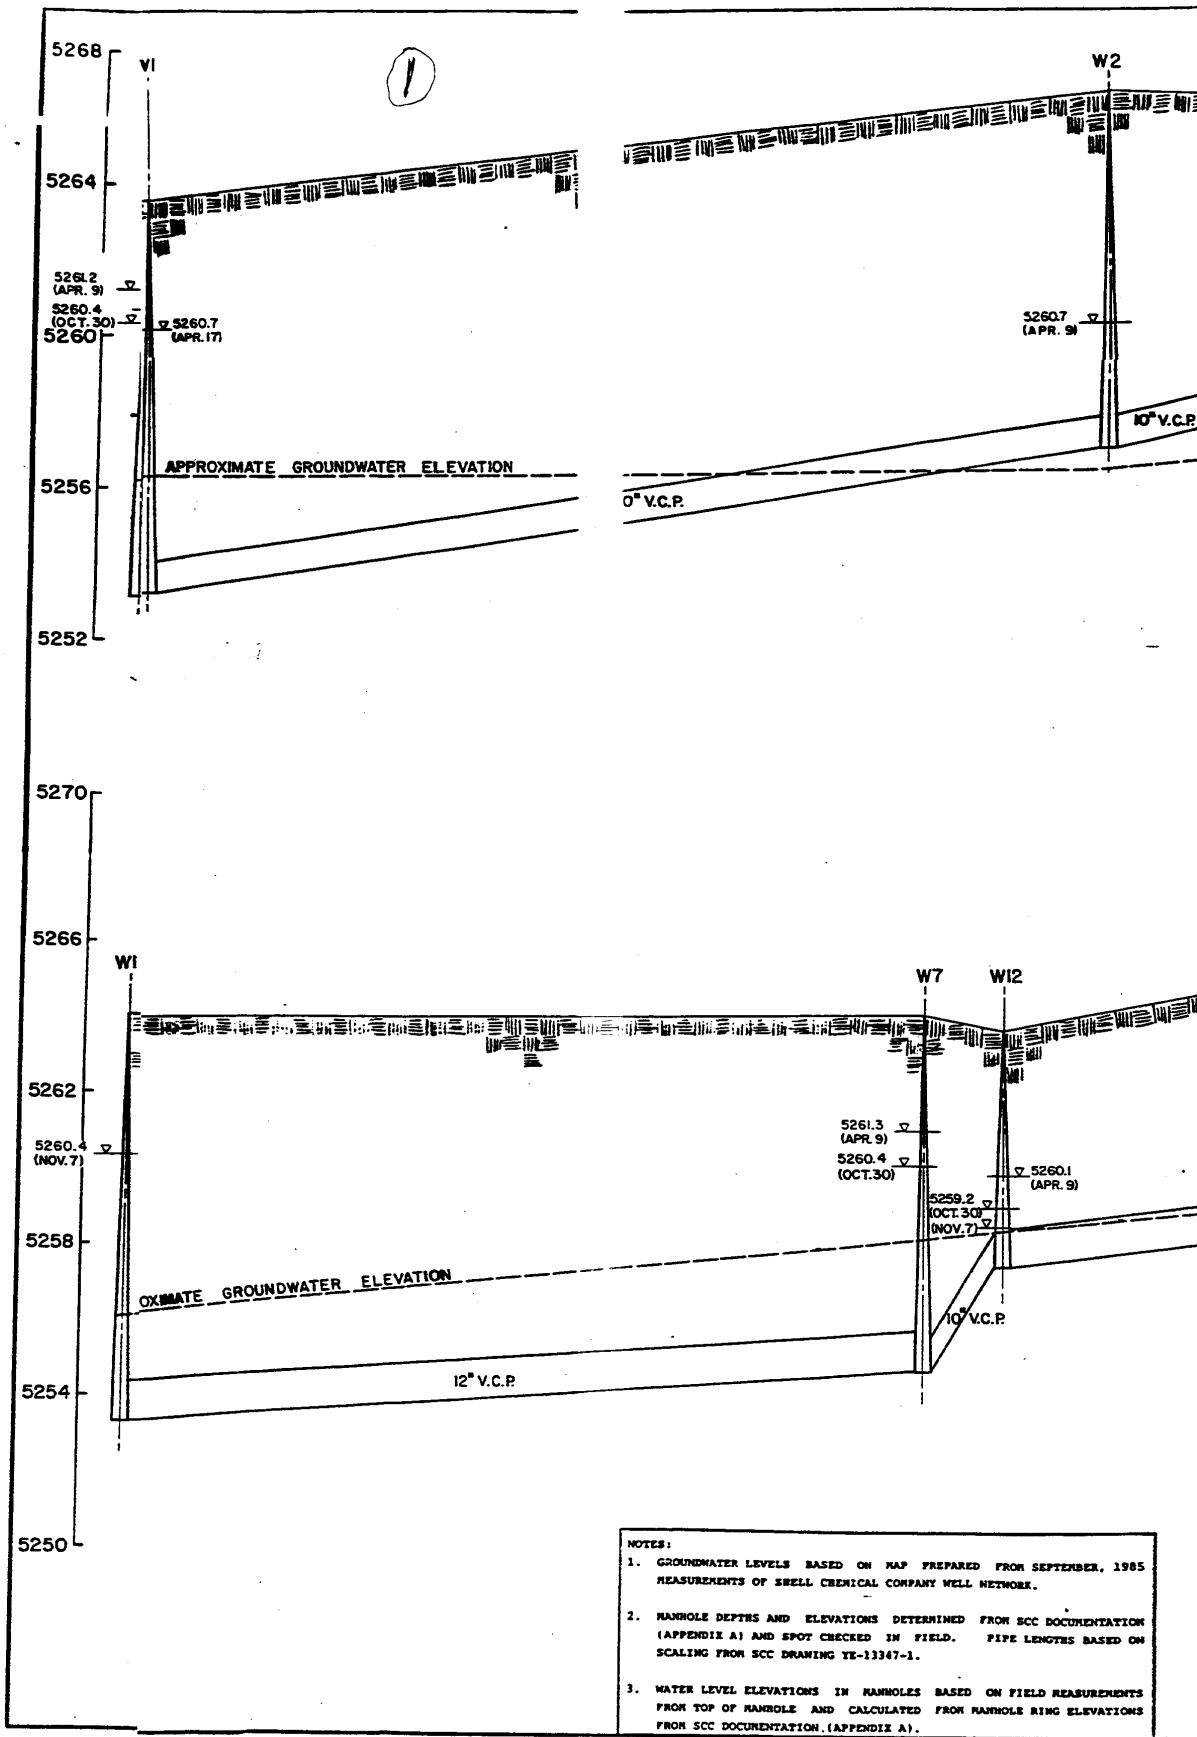 5268
V1
1
W2
5264
5261.2
(APR. 9)
5260.4
(OCT. 30)
5260.7
(APR. 17)
5260
5260.7
(APR. 9)
10" V.C.P.
APPROXIMATE GROUNDWATER ELEVATION
5256
0" V.C.P.
5252
5270
5266
W1
W7
W12
5262
5260.4
(NOV. 7)
5261.3
(APR. 9)
5260.4
(OCT. 30)
5260.1
(APR. 9)
5259.2
(OCT. 30)
(NOV. 7)
5258
OXIMATE GROUNDWATER ELEVATION
10" V.C.P.
12" V.C.P.
5254
5250
NOTES:
1. GROUNDWATER LEVELS BASED ON MAP PREPARED FROM SEPTEMBER, 1985
MEASUREMENTS OF SHELL CHEMICAL COMPANY WELL NETWORK.
2. MANHOLE DEPTHS AND ELEVATIONS DETERMINED FROM SCC DOCUMENTATION
(APPENDIX A) AND SPOT CHECKED IN FIELD. PIPE LENGTHS BASED ON
SCALING FROM SCC DRAWING YE-13347-1.
3. WATER LEVEL ELEVATIONS IN MANHOLES BASED ON FIELD MEASUREMENTS
FROM TOP OF MANHOLE AND CALCULATED FROM MANHOLE RING ELEVATIONS
FROM SCC DOCUMENTATION. (APPENDIX A).